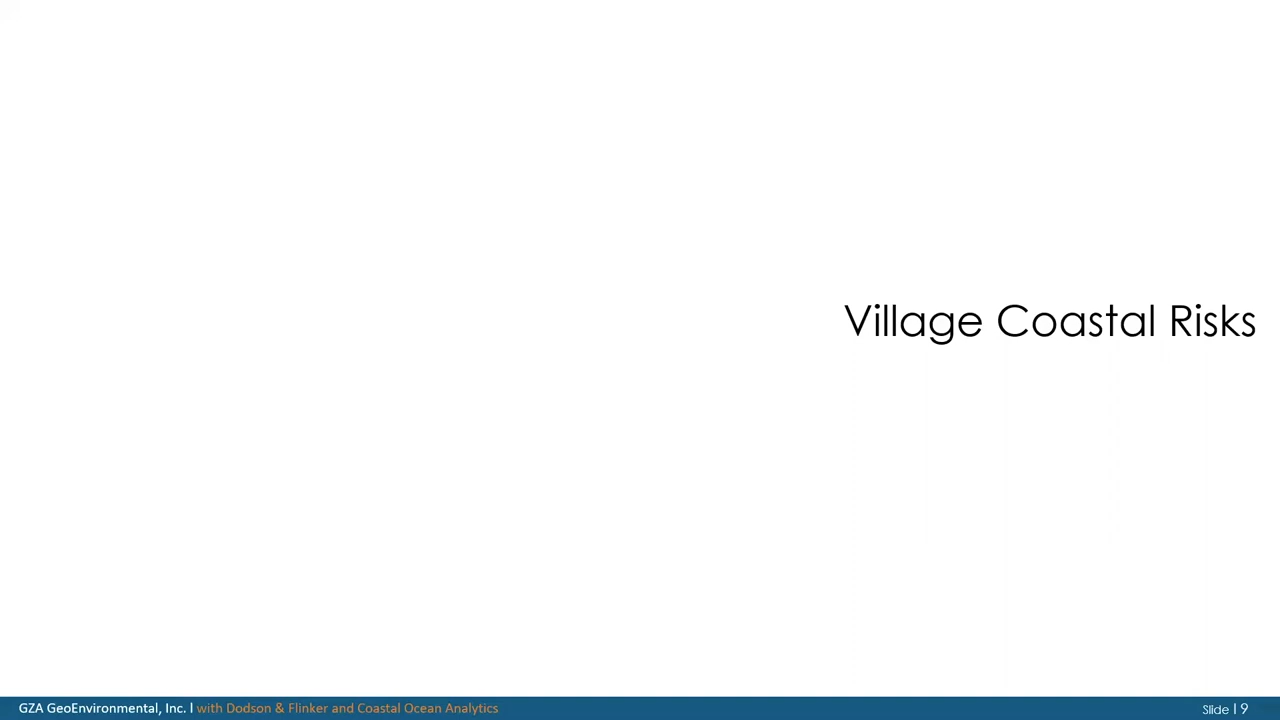 Village Coastal Risks
GZA GeoEnvironmental, Inc. | with Dodson & Flinker and Coastal Ocean Analytics
Slide | 9